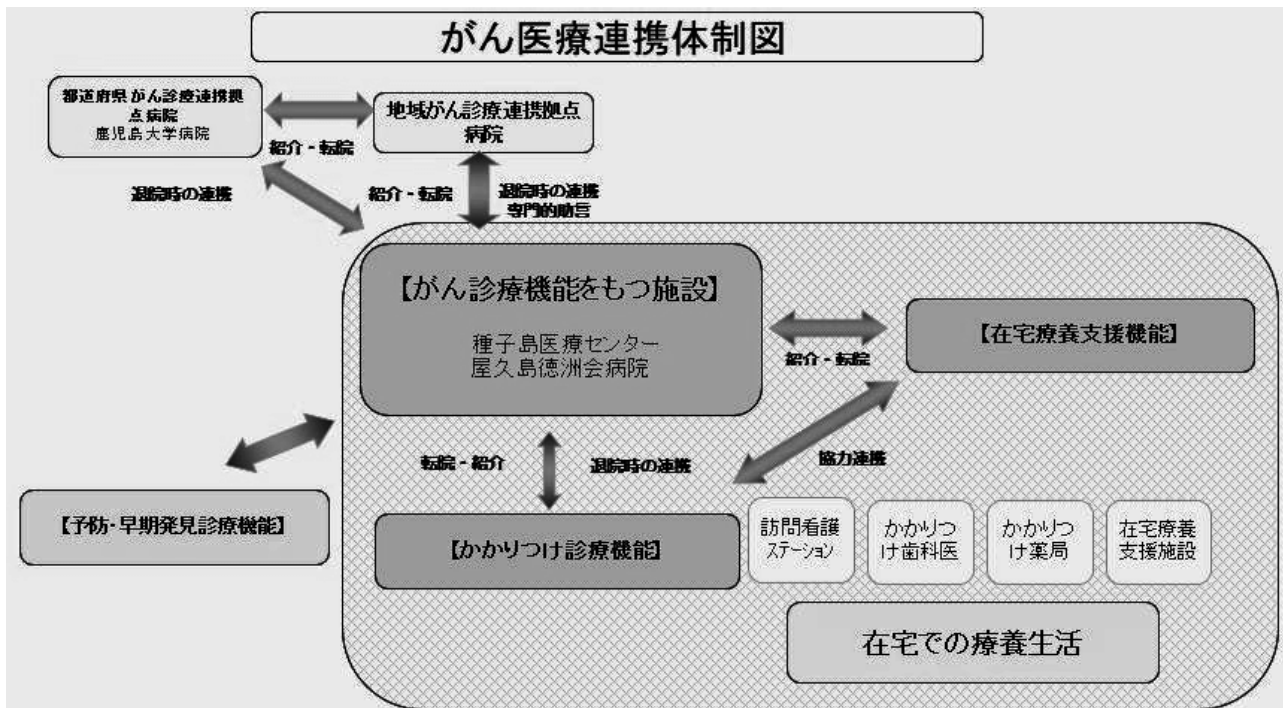 がん医療連携体制図
都道府県がん診療連携拠
点病院
鹿児島大学病院
地域がん診療連携拠点
病院
紹介・転院
退院時の連携
紹介・転院
退院時の連携
専門的助言
【がん診療機能をもつ施設】
種子島医療センター
屋久島徳洲会病院
【在宅療養支援機能】
紹介・転院
転院・紹介
退院時の連携
協力連携
【予防・早期発見診療機能】
【かかりつけ診療機能】
訪問看護
ステーション
かかりつ
け歯科医
かかりつ
け薬局
在宅療養
支援施設
在宅での療養生活